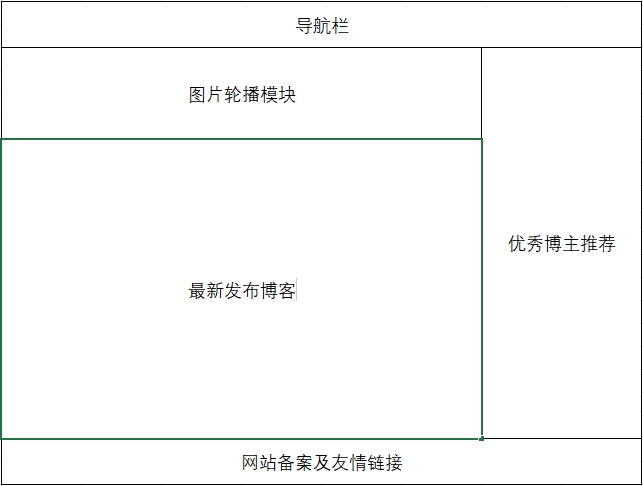 导航栏
图片轮播模块
最新发布博客
优秀博主推荐
网站备案及友情链接